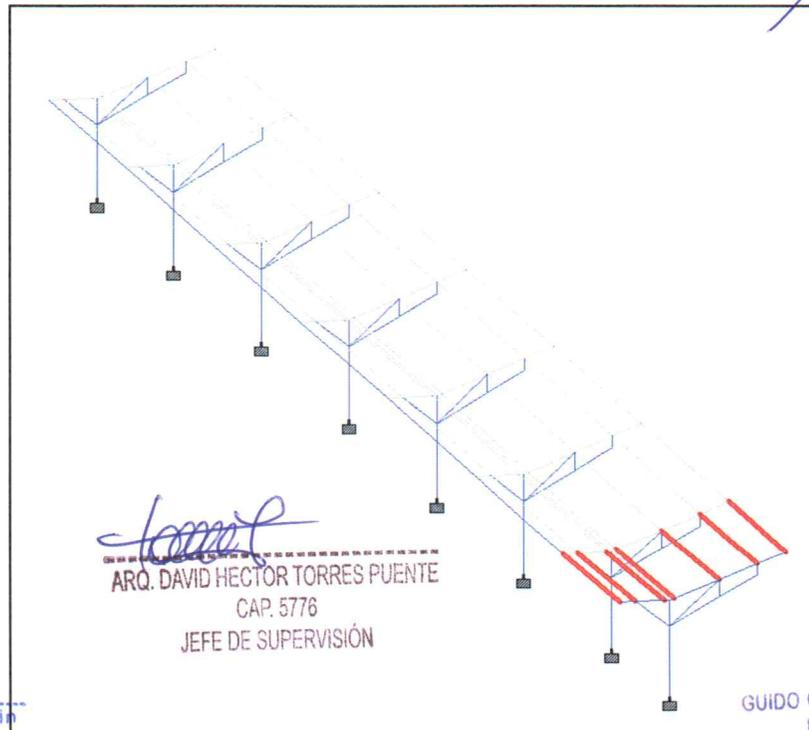 ARQ. DAVID HECTOR TORRES PUENTE
CAP. 5776
JEFE DE SUPERVISIÓN
GUIDO